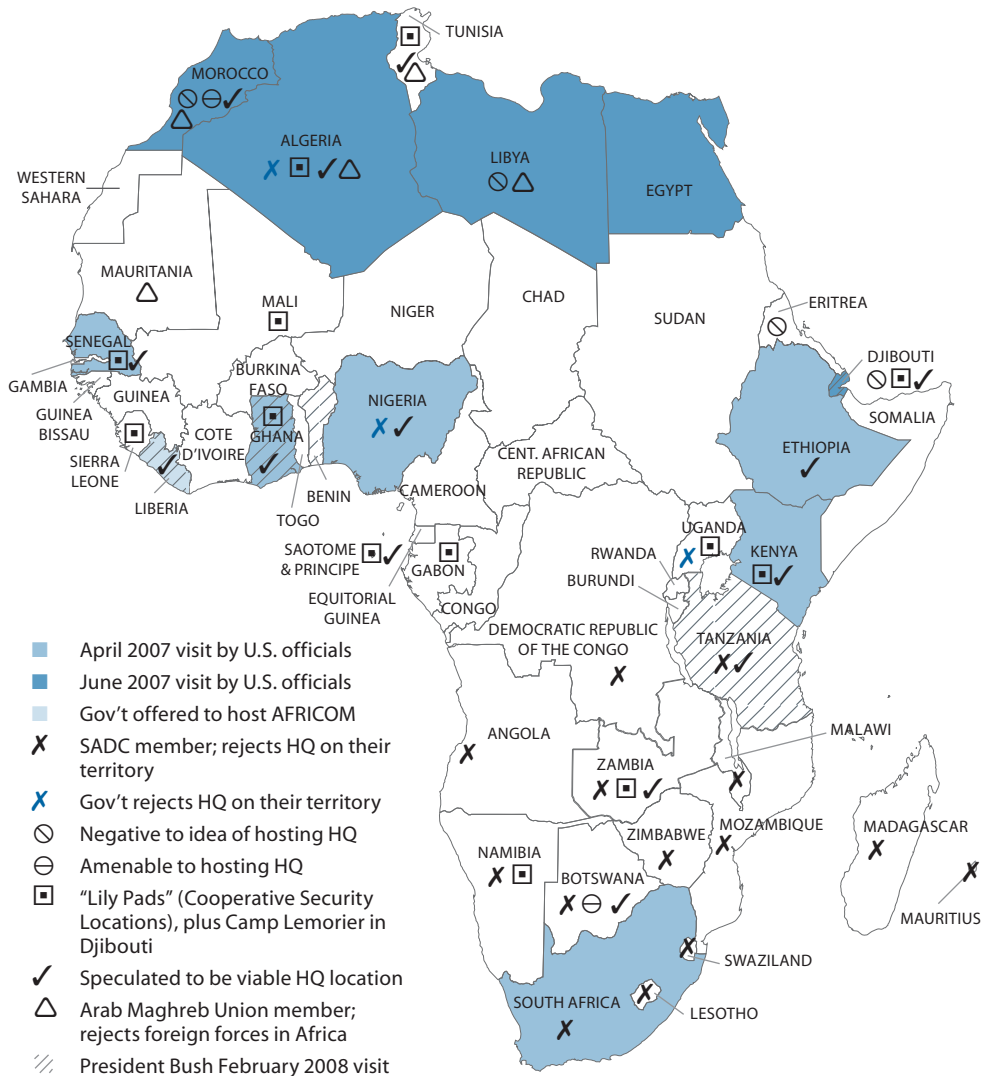 TUNISIA
MOROCCO
ALGERIA
LIBYA
EGYPT
WESTERN
SAHARA
MAURITANIA
MALI
NIGER
CHAD
SUDAN
ERITREA
SENEGAL
GAMBIA
GUINEA
BISSAU
GUINEA
BURKINA
FASO
NIGERIA
DJIBOUTI
SOMALIA
COTE
D'IVOIRE
GHANA
SIERRA
LEONE
LIBERIA
TOGO
BENIN
CENT. AFRICAN
REPUBLIC
ETHIOPIA
CAMEROON
SAOTOME
& PRINCIPE
EQUITORIAL
GUINEA
GABON
CONGO
UGANDA
RWANDA
BURUNDI
KENYA
DEMOCRATIC REPUBLIC
OF THE CONGO
TANZANIA
ANGOLA
ZAMBIA
MALAWI
NAMIBIA
ZIMBABWE
MOZAMBIQUE
BOTSWANA
MADAGASCAR
MAURITIUS
SWAZILAND
SOUTH AFRICA
LESOTHO
April 2007 visit by U.S. officials
June 2007 visit by U.S. officials
Gov't offered to host AFRICOM
SADC member; rejects HQ on their
territory
Gov't rejects HQ on their territory
Negative to idea of hosting HQ
Amenable to hosting HQ
"Lily Pads" (Cooperative Security
Locations), plus Camp Lemorier in
Djibouti
Speculated to be viable HQ location
Arab Maghreb Union member;
rejects foreign forces in Africa
President Bush February 2008 visit